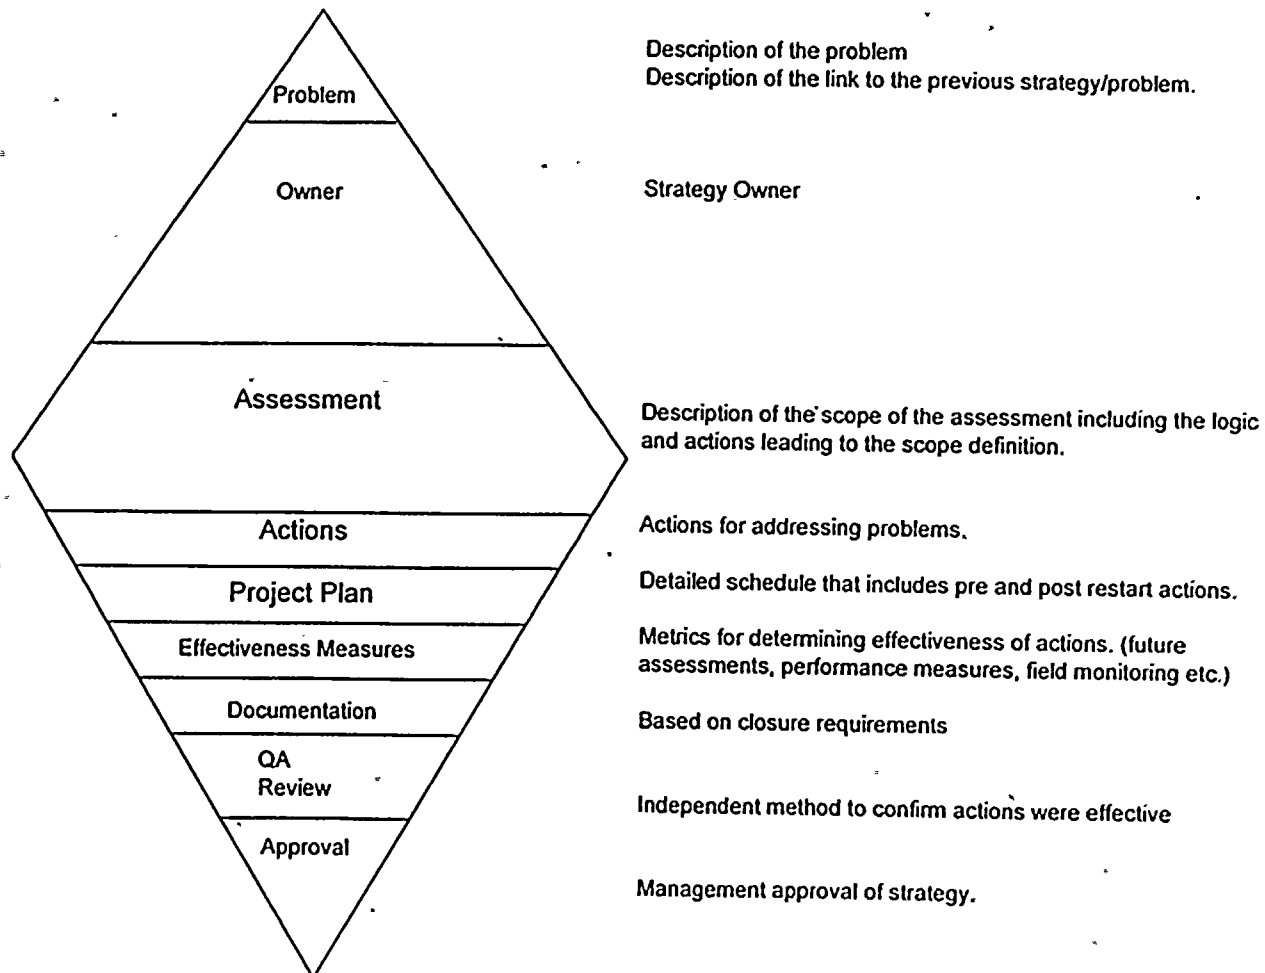 Problem
Description of the problem
Description of the link to the previous strategy/problem.
Owner
Strategy Owner
Assessment
Description of the scope of the assessment including the logic
and actions leading to the scope definition.
Actions
Actions for addressing problems.
Project Plan
Detailed schedule that includes pre and post restart actions.
Effectiveness Measures
Metrics for determining effectiveness of actions. (future
assessments, performance measures, field monitoring etc.)
Documentation
Based on closure requirements
QA
Review
Independent method to confirm actions were effective
Approval
Management approval of strategy.